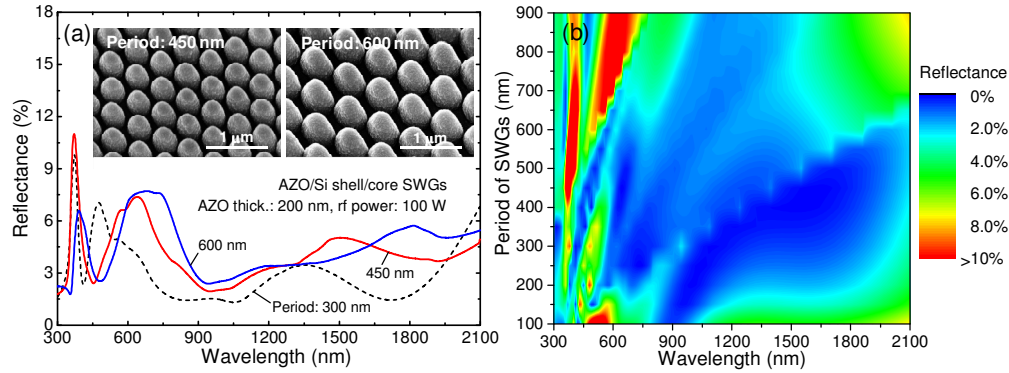 (a)
Period: 450 nm
Period: 600 nm
1 μm
1 μm
AZO/Si shell/core SWGs
AZO thick.: 200 nm, rf power: 100 W
600 nm
450 nm
Period: 300 nm
Reflectance (%)
18
15
12
9
6
3
0
300 600 900 1200 1500 1800 2100
Wavelength (nm)
(b)
Period of SWGs (nm)
900
800
700
600
500
400
300
200
100
300 600 900 1200 1500 1800 2100
Wavelength (nm)
Reflectance
0%
2.0%
4.0%
6.0%
8.0%
>10%